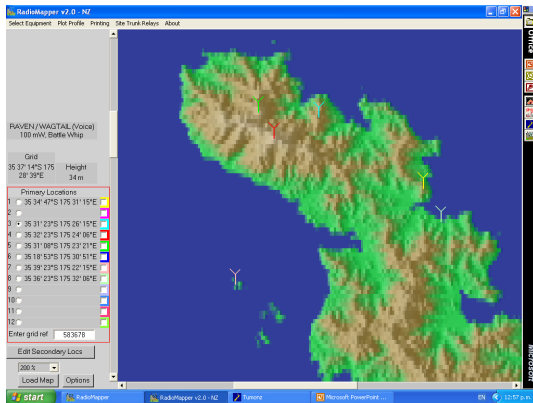 RadioMapper v2.0 - NZ
Select Equipment Plot Profile Printing Site Trunk Relays About
Office
RAVEN / WAGTAIL (Voice)
100 mW, Battle Whip
Grid
35 37' 14"S 175 28' 39"E
Height
34 m
Primary Locations
1 35 34' 47"S 175 31' 15"E
2
3 35 31' 23"S 175 26' 15"E
4 35 32' 23"S 175 24' 06"E
5 35 31' 08"S 175 23' 21"E
6 35 18' 53"S 175 30' 51"E
7 35 39' 23"S 175 22' 15"E
8 35 36' 23"S 175 32' 06"E
9
10
11
12
Enter grid ref 583678
Edit Secondary Locs
200 %
Load Map Options
Microsoft
start RadioMapper RadioMapper v2.0 - NZ Tumonz Microsoft PowerPoint ... EN 12:57 p.m.